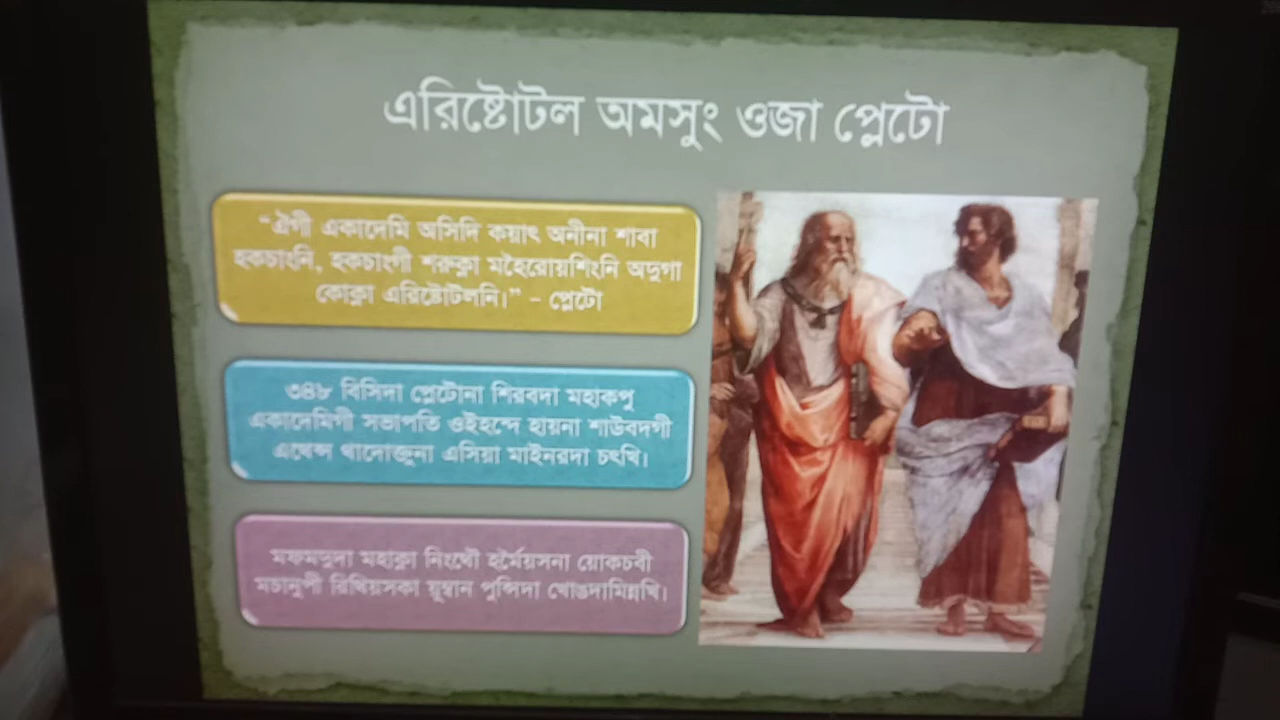 এরিষ্টোটল অমসুং ওজা প্লেটো
“ঐগী একাদেমি অসিদি কয়াৎ অনীনা শাবা
হকচাংনি, হকচাংগী শরুক্না মহৈরোয়শিংনি অদুগা
কোক্না এরিষ্টোটলনি।” – প্লেটো
৩৪৮ বিসিদা প্লেটোনা শিরবদা মহাকপু
একাদেমিগী সভাপতি ওইহন্দে হায়না শাউবদগী
এথেন্স থাদোক্তুনা এসিয়া মাইনরদা চৎখি।
মফমদুদা মহাক্না নিংথৌ হর্মৈয়সনা য়োকচবী
মচানুপী রিথিয়সকা য়ুম্বান পুন্সিদা খোঙদামিন্নখি।